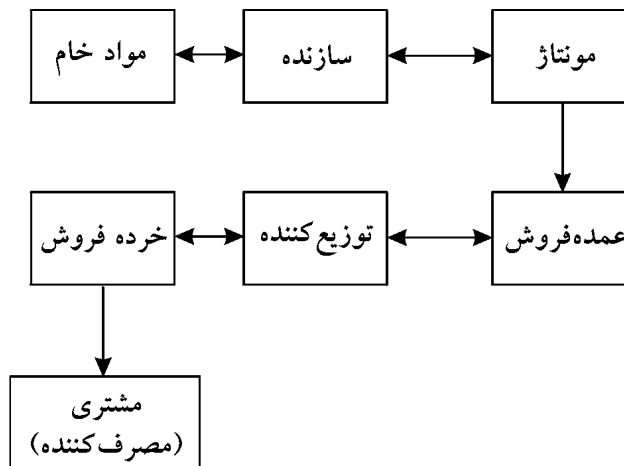 مونتاژ
سازنده
مواد خام
عمده‌فروش
توزیع‌کننده
خرده فروش
مشتری
(مصرف‌کننده)